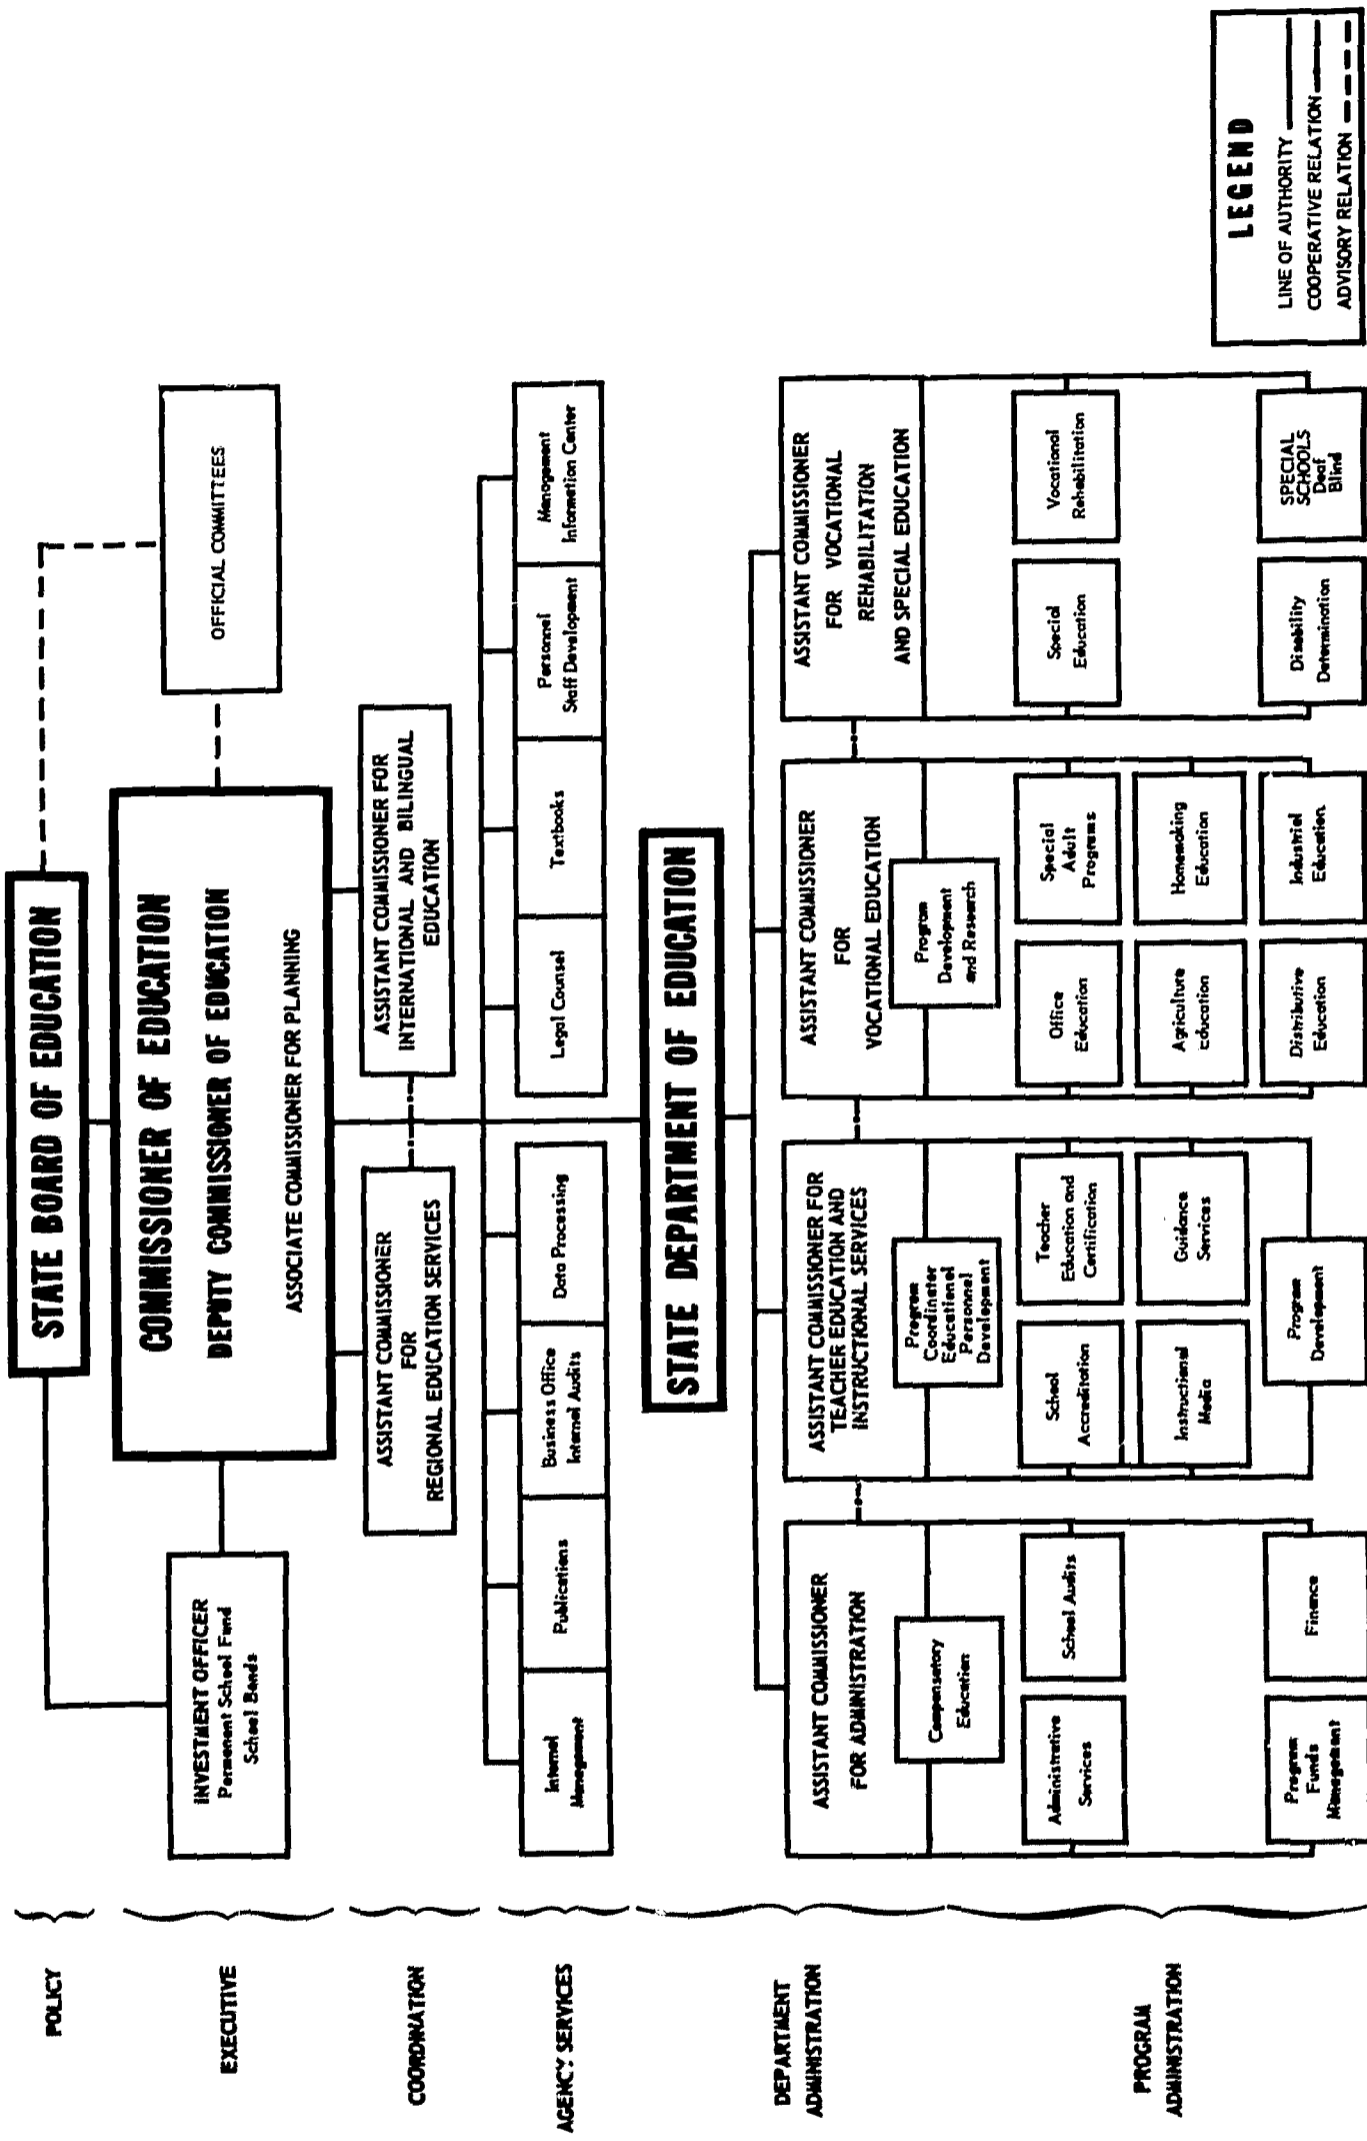 POLICY
STATE BOARD OF EDUCATION
EXECUTIVE
INVESTMENT OFFICER
Permanent School Fund
School Bonds
COMMISSIONER OF EDUCATION
DEPUTY COMMISSIONER OF EDUCATION
ASSOCIATE COMMISSIONER FOR PLANNING
OFFICIAL COMMITTEES
COORDINATION
ASSISTANT COMMISSIONER
FOR
REGIONAL EDUCATION SERVICES
ASSISTANT COMMISSIONER FOR
INTERNATIONAL AND BILINGUAL
EDUCATION
AGENCY SERVICES
Internal
Management
Publications
Business Office
Internal Audits
Data Processing
Legal Counsel
Textbooks
Personnel
Staff Development
Management
Information Center
STATE DEPARTMENT OF EDUCATION
DEPARTMENT
ADMINISTRATION
ASSISTANT COMMISSIONER
FOR ADMINISTRATION
Compensatory
Education
ASSISTANT COMMISSIONER FOR
TEACHER EDUCATION AND
INSTRUCTIONAL SERVICES
Program
Coordinator
Educational
Personnel
Development
ASSISTANT COMMISSIONER
FOR
VOCATIONAL EDUCATION
Program
Development
and Research
ASSISTANT COMMISSIONER
FOR VOCATIONAL
REHABILITATION
AND SPECIAL EDUCATION
PROGRAM
ADMINISTRATION
Administrative
Services
School Audits
Program
Funds
Management
Finance
School
Accreditation
Teacher
Education and
Certification
Instructional
Media
Guidance
Services
Program
Development
Office
Education
Special
Adult
Programs
Agriculture
Education
Homemaking
Education
Distributive
Education
Industrial
Education
Special
Education
Vocational
Rehabilitation
Disability
Determination
SPECIAL
SCHOOLS
Deaf
Blind
LEGEND
LINE OF AUTHORITY
COOPERATIVE RELATION
ADVISORY RELATION